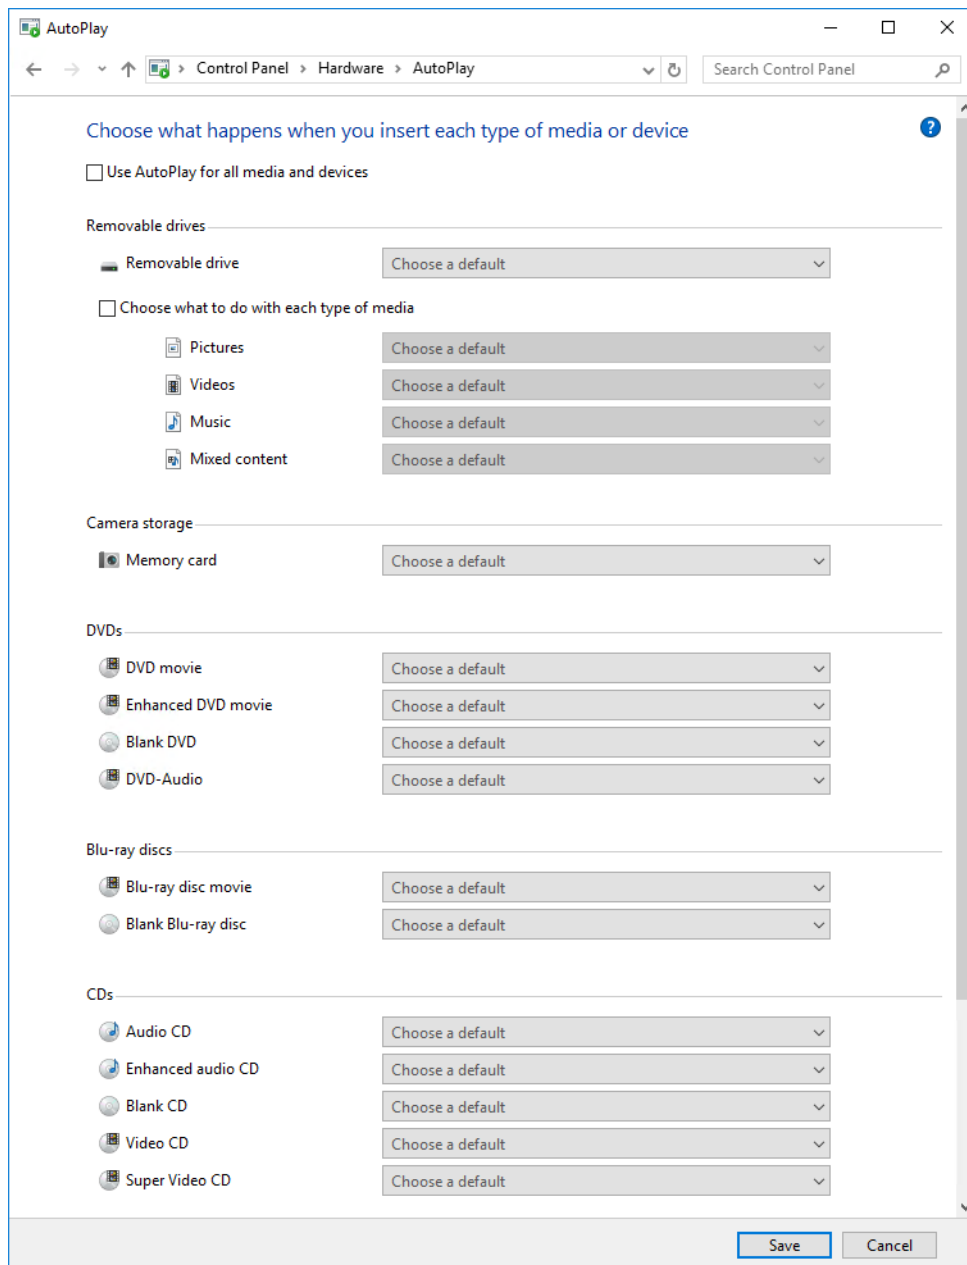 AutoPlay
Control Panel > Hardware > AutoPlay
Search Control Panel
Choose what happens when you insert each type of media or device
?
Use AutoPlay for all media and devices
Removable drives
Removable drive Choose a default
Choose what to do with each type of media
Pictures Choose a default
Videos Choose a default
Music Choose a default
Mixed content Choose a default
Camera storage
Memory card Choose a default
DVDs
DVD movie Choose a default
Enhanced DVD movie Choose a default
Blank DVD Choose a default
DVD-Audio Choose a default
Blu-ray discs
Blu-ray disc movie Choose a default
Blank Blu-ray disc Choose a default
CDs
Audio CD Choose a default
Enhanced audio CD Choose a default
Blank CD Choose a default
Video CD Choose a default
Super Video CD Choose a default
Save Cancel